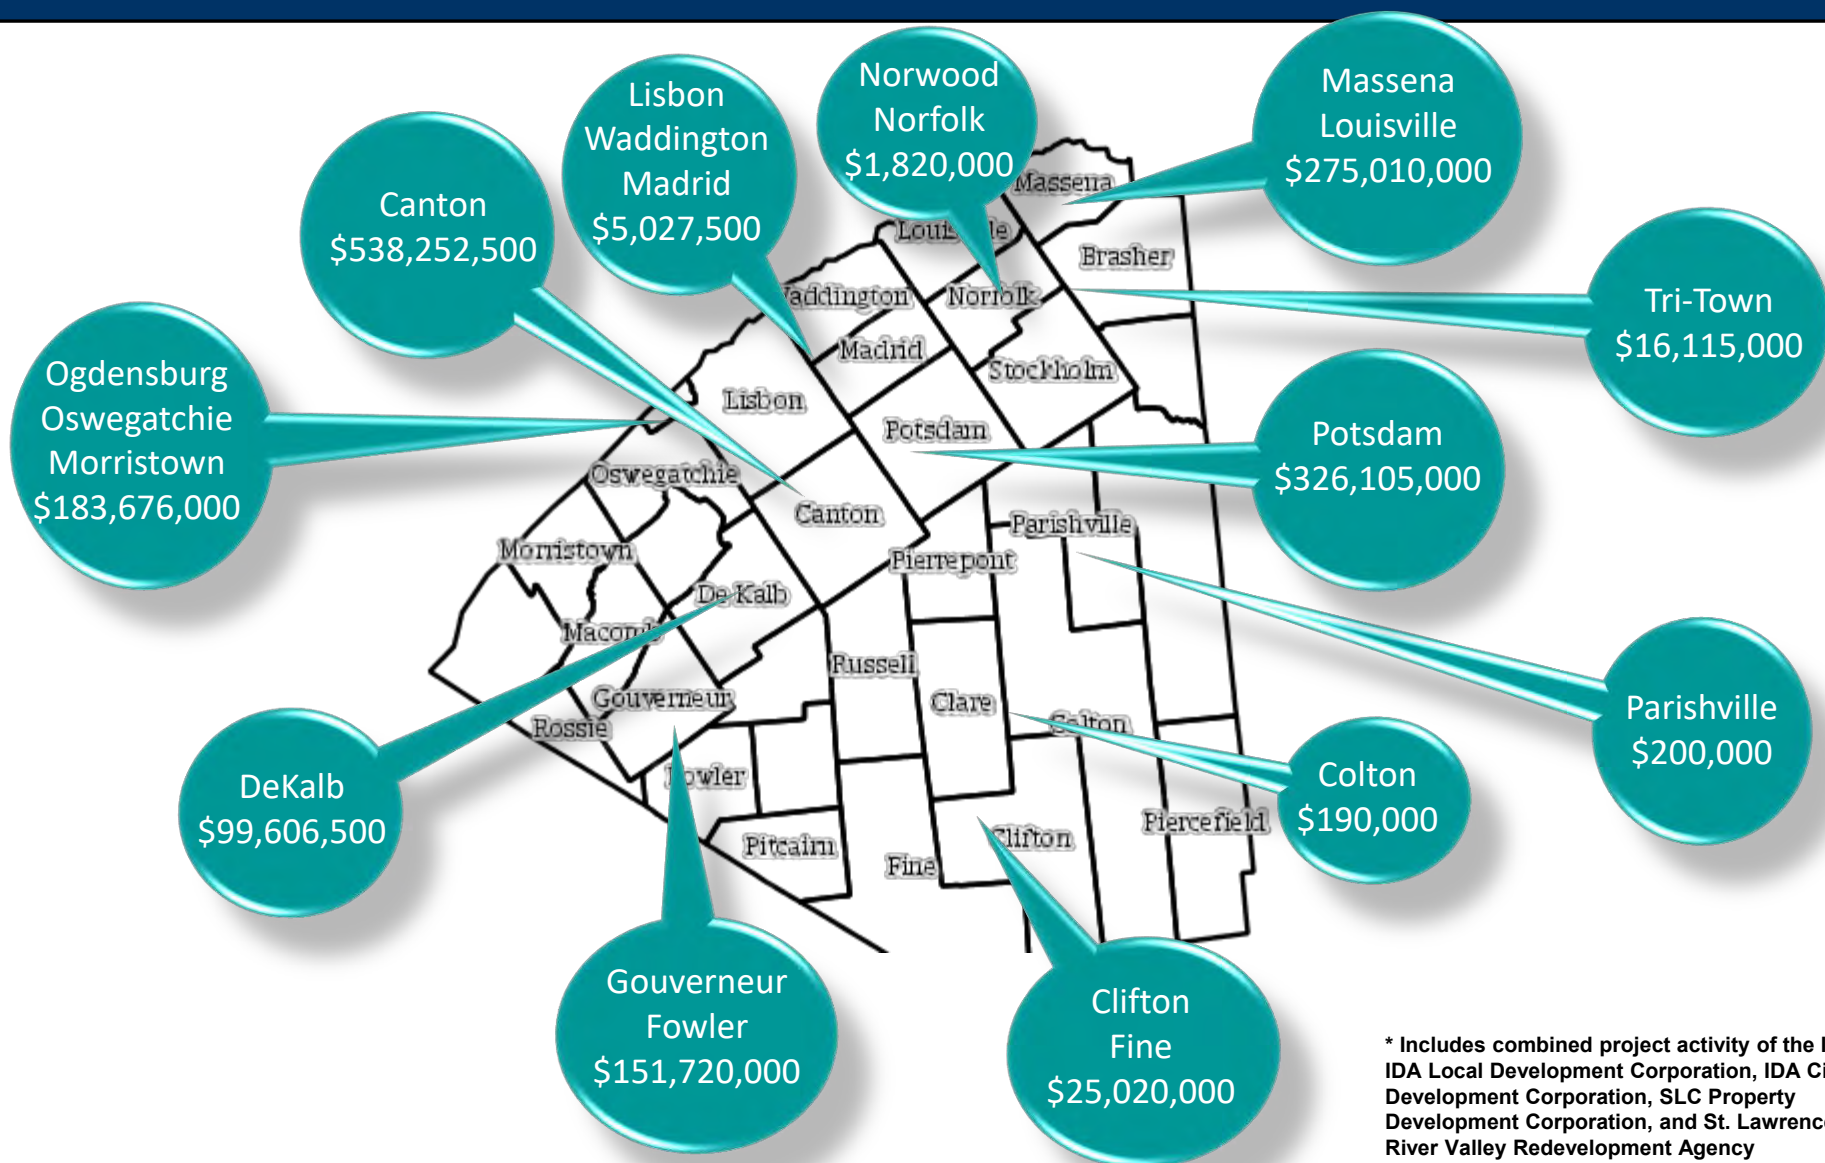 Norwood
Norfolk
$1,820,000
Massena
Louisville
$275,010,000
Lisbon
Waddington
Madrid
$5,027,500
Canton
$538,252,500
Tri-Town
$16,115,000
Ogdensburg
Oswegatchie
Morristown
$183,676,000
Potsdam
$326,105,000
Parishville
$200,000
Colton
$190,000
DeKalb
$99,606,500
Gouverneur
Fowler
$151,720,000
Clifton
Fine
$25,020,000
Massena
Brasher
Norfolk
Madrid
Stockholm
Lisbon
Potsdam
Oswegatchie
Canton
Parishville
Morristown
Pierrepont
De Kalb
Russell
Gouverneur
Clare
Rossie
Piercefield
Pitcairn
Fine
* Includes combined project activity of the
IDA Local Development Corporation, IDA
Development Corporation, SLC Property
Development Corporation, and St. Lawrence
River Valley Redevelopment Agency